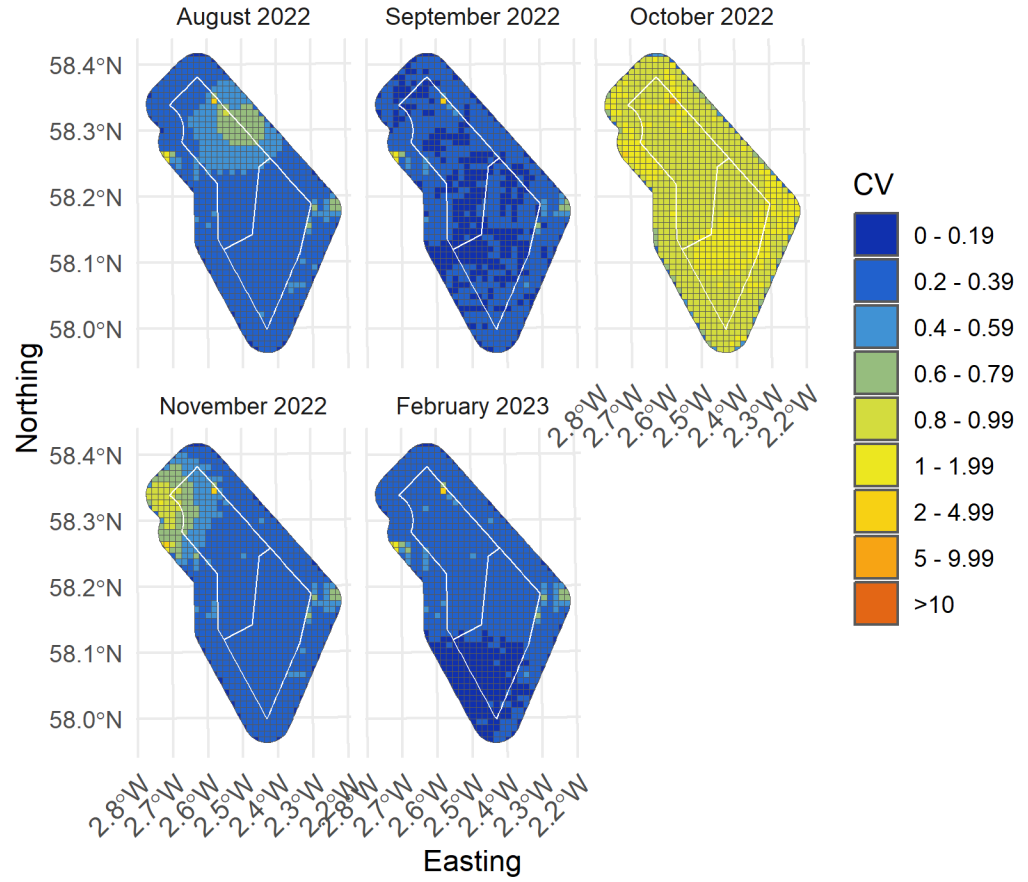 August 2022
September 2022
October 2022
58.4°N
58.3°N
58.2°N
58.1°N
58.0°N
Northing
November 2022
February 2023
2.8°W
2.7°W
2.6°W
2.5°W
2.4°W
2.3°W
2.2°W
58.4°N
58.3°N
58.2°N
58.1°N
58.0°N
2.8°W
2.7°W
2.6°W
2.5°W
2.4°W
2.3°W
2.2°W
2.8°W
2.7°W
2.6°W
2.5°W
2.4°W
2.3°W
2.2°W
Easting
CV
0 - 0.19
0.2 - 0.39
0.4 - 0.59
0.6 - 0.79
0.8 - 0.99
1 - 1.99
2 - 4.99
5 - 9.99
>10